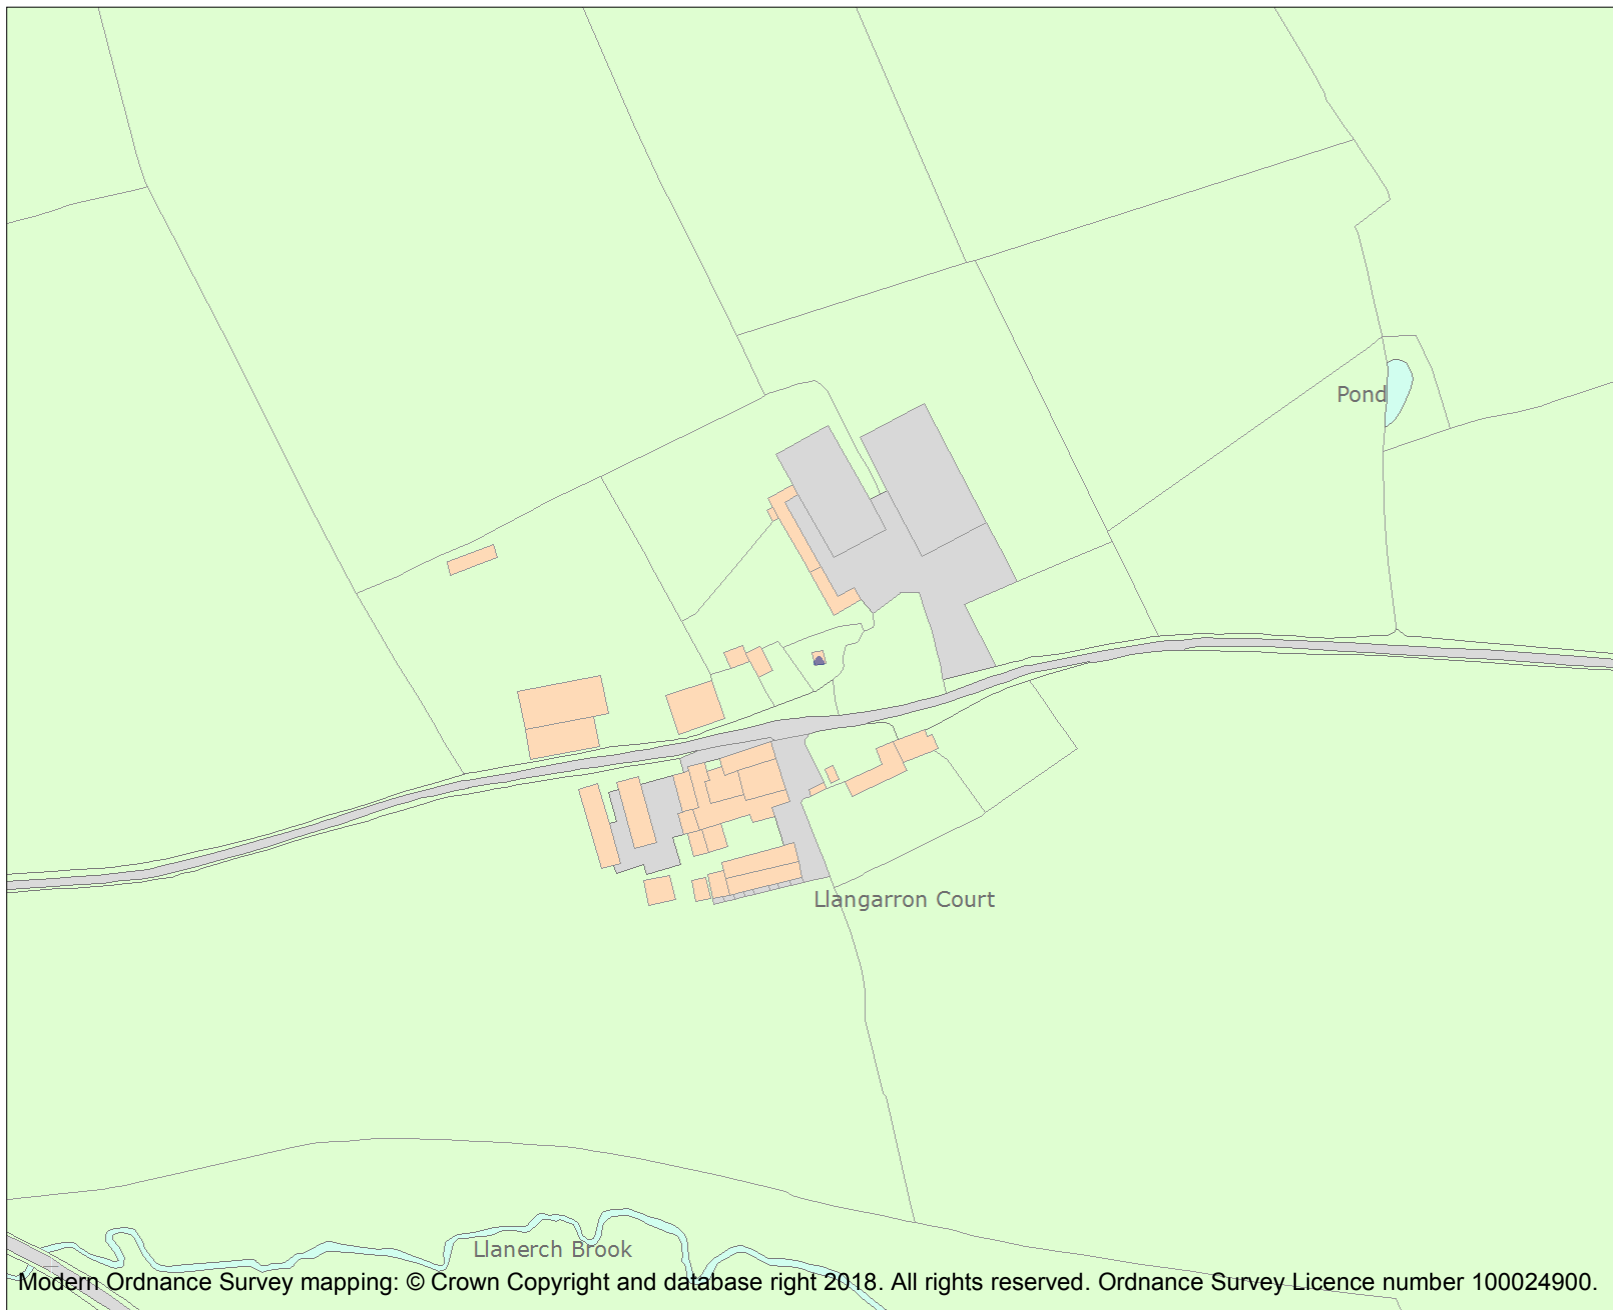 Pond
Llangarron Court
Llanerch Brook
Modern Ordnance Survey mapping: © Crown Copyright and database right 2018. All rights reserved. Ordnance Survey Licence number 100024900.